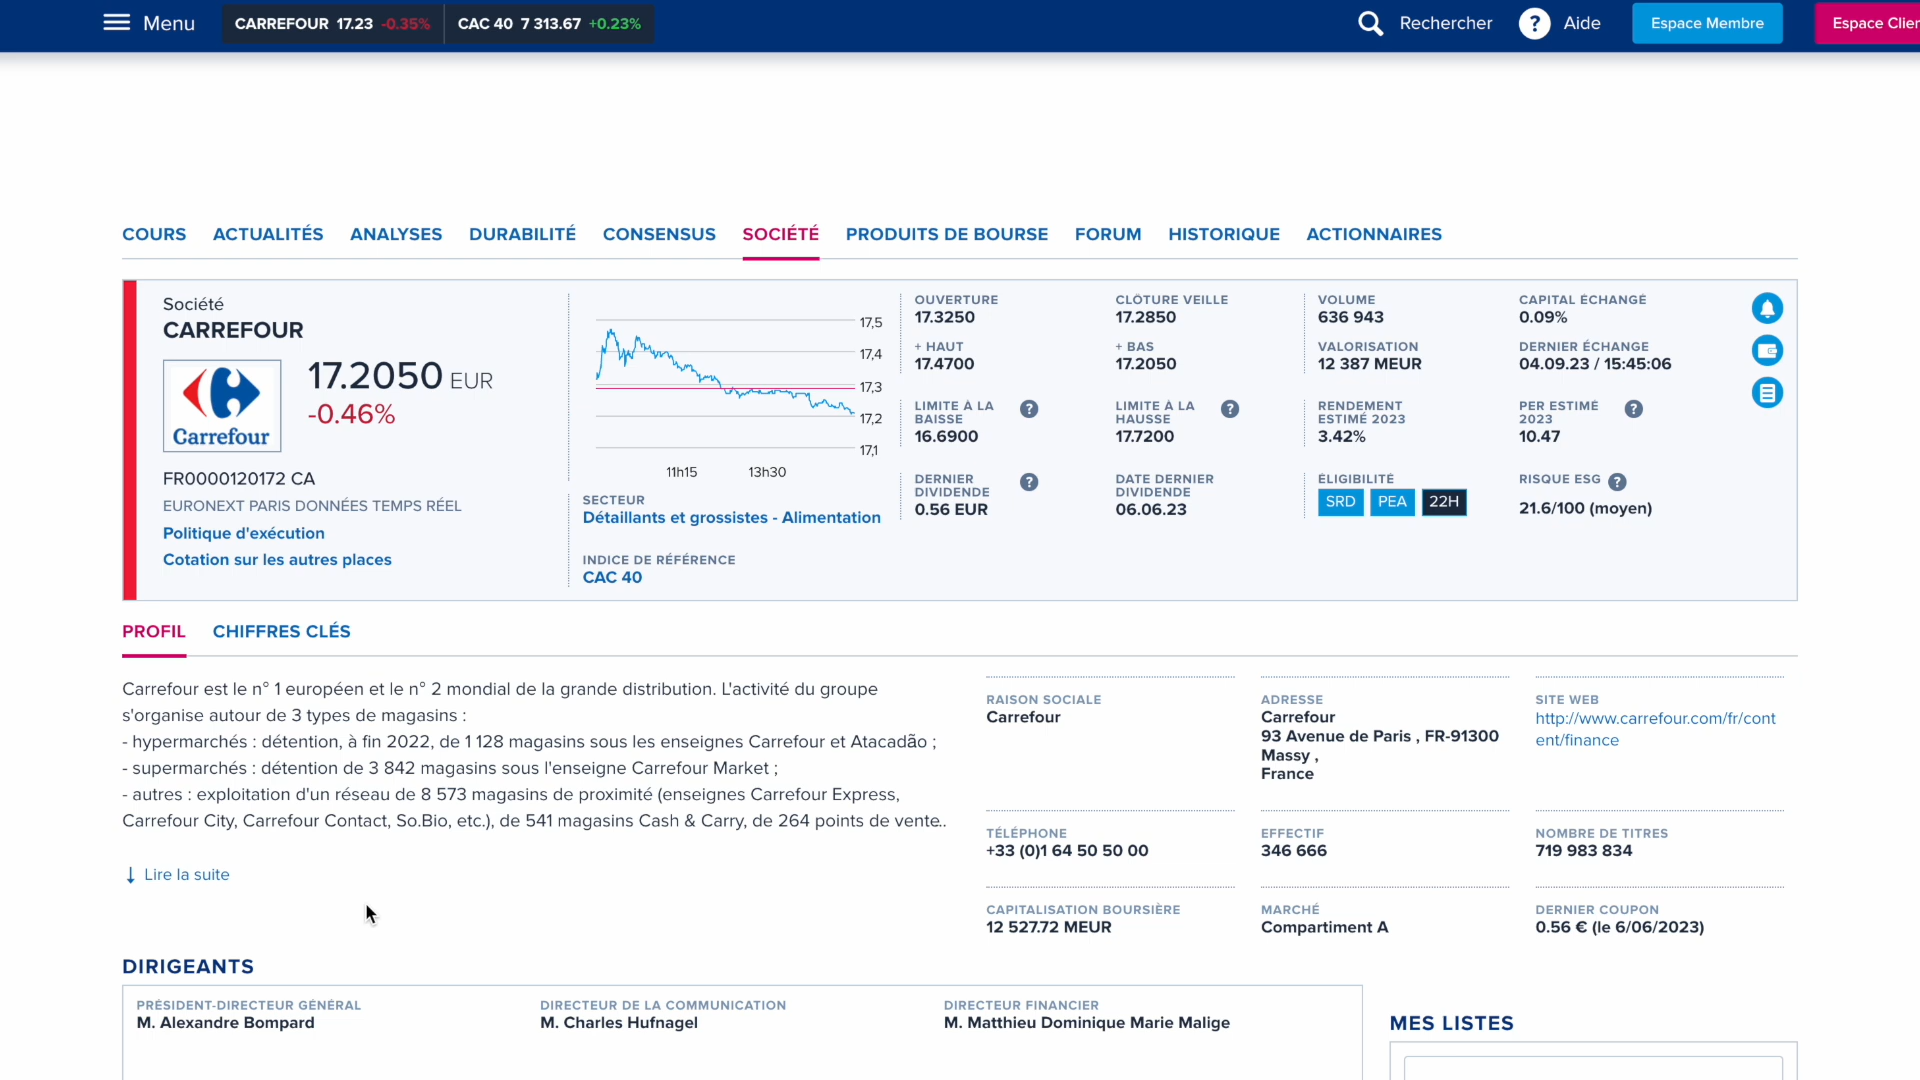 Menu
CARREFOUR 17.23 -0.35%
CAC 40 7 313.67 +0.23%
Rechercher
? Aide
Espace Membre
Espace Clier
COURS ACTUALITÉS ANALYSES DURABILITÉ CONSENSUS SOCIÉTÉ PRODUITS DE BOURSE FORUM HISTORIQUE ACTIONNAIRES
Société
CARREFOUR
Carrefour
17.2050 EUR
-0.46%
FR0000120172 CA
EURONEXT PARIS DONNÉES TEMPS RÉEL
Politique d'exécution
Cotation sur les autres places
17,5
17,4
17,3
17,2
17,1
11h15 13h30
SECTEUR
Détaillants et grossistes - Alimentation
INDICE DE RÉFÉRENCE
CAC 40
OUVERTURE
17.3250
CLÔTURE VEILLE
17.2850
VOLUME
636 943
CAPITAL ÉCHANGÉ
0.09%
+ HAUT
17.4700
+ BAS
17.2050
VALORISATION
12 387 MEUR
DERNIER ÉCHANGE
04.09.23 / 15:45:06
LIMITE À LA
BAISSE
?
16.6900
LIMITE À LA
HAUSSE
?
17.7200
RENDEMENT
ESTIMÉ 2023
3.42%
PER ESTIMÉ
2023
?
10.47
DERNIER
DIVIDENDE
?
0.56 EUR
DATE DERNIER
DIVIDENDE
06.06.23
ÉLIGIBILITÉ
SRD PEA 22H
RISQUE ESG ?
21.6/100 (moyen)
PROFIL CHIFFRES CLÉS
Carrefour est le n° 1 européen et le n° 2 mondial de la grande distribution. L'activité du groupe
s'organise autour de 3 types de magasins :
- hypermarchés : détention, à fin 2022, de 1 128 magasins sous les enseignes Carrefour et Atacadão ;
- supermarchés : détention de 3 842 magasins sous l'enseigne Carrefour Market ;
- autres : exploitation d'un réseau de 8 573 magasins de proximité (enseignes Carrefour Express,
Carrefour City, Carrefour Contact, So.Bio, etc.), de 541 magasins Cash & Carry, de 264 points de vente..
Lire la suite
RAISON SOCIALE
Carrefour
ADRESSE
Carrefour
93 Avenue de Paris , FR-91300
Massy ,
France
SITE WEB
http://www.carrefour.com/fr/cont
ent/finance
TÉLÉPHONE
+33 (0)1 64 50 50 00
EFFECTIF
346 666
NOMBRE DE TITRES
719 983 834
CAPITALISATION BOURSIÈRE
12 527.72 MEUR
MARCHÉ
Compartiment A
DERNIER COUPON
0.56 € (le 6/06/2023)
DIRIGEANTS
PRÉSIDENT-DIRECTEUR GÉNÉRAL
M. Alexandre Bompard
DIRECTEUR DE LA COMMUNICATION
M. Charles Hufnagel
DIRECTEUR FINANCIER
M. Matthieu Dominique Marie Malige
MES LISTES